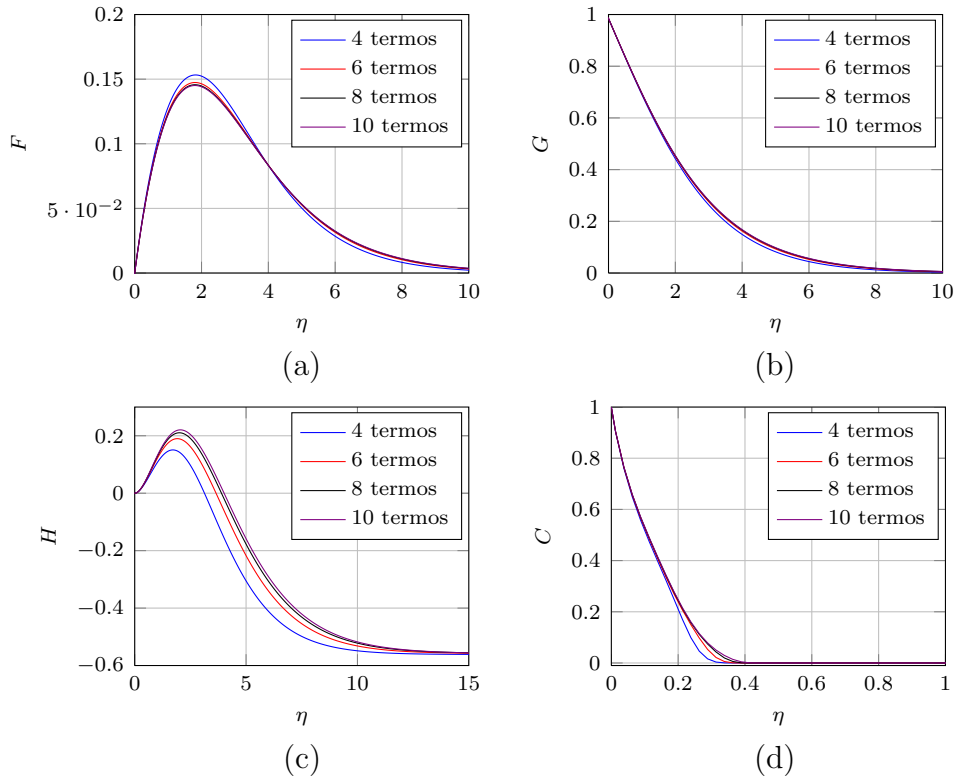 0.2
0.15
0.1
5 · 10−2
0
F
0 2 4 6 8 10
η
4 termos
6 termos
8 termos
10 termos
(a)
1
0.8
0.6
0.4
0.2
0
G
0 2 4 6 8 10
η
4 termos
6 termos
8 termos
10 termos
(b)
0.2
0
−0.2
−0.4
−0.6
H
0 5 10 15
η
4 termos
6 termos
8 termos
10 termos
(c)
1
0.8
0.6
0.4
0.2
0
C
0 0.2 0.4 0.6 0.8 1
η
4 termos
6 termos
8 termos
10 termos
(d)